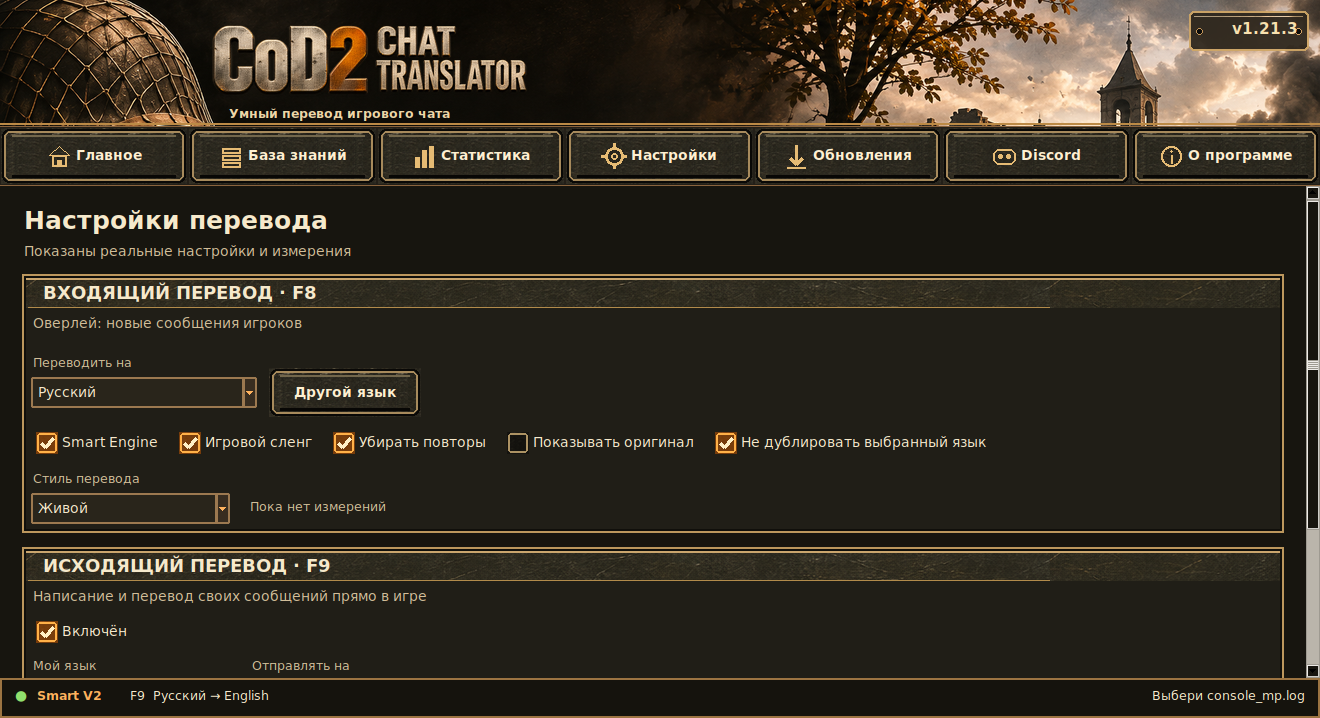 CoD2 CHAT TRANSLATOR
Умный перевод игрового чата
v1.21.3
Главное
База знаний
Статистика
Настройки
Обновления
Discord
О программе
Настройки перевода
Показаны реальные настройки и измерения
ВХОДЯЩИЙ ПЕРЕВОД · F8
Оверлей: новые сообщения игроков
Переводить на
Русский
Другой язык
Smart Engine
Игровой сленг
Убирать повторы
Показывать оригинал
Не дублировать выбранный язык
Стиль перевода
Живой
Пока нет измерений
ИСХОДЯЩИЙ ПЕРЕВОД · F9
Написание и перевод своих сообщений прямо в игре
Включён
Мой язык
Отправлять на
Smart V2
F9 Русский → English
Выбери console_mp.log